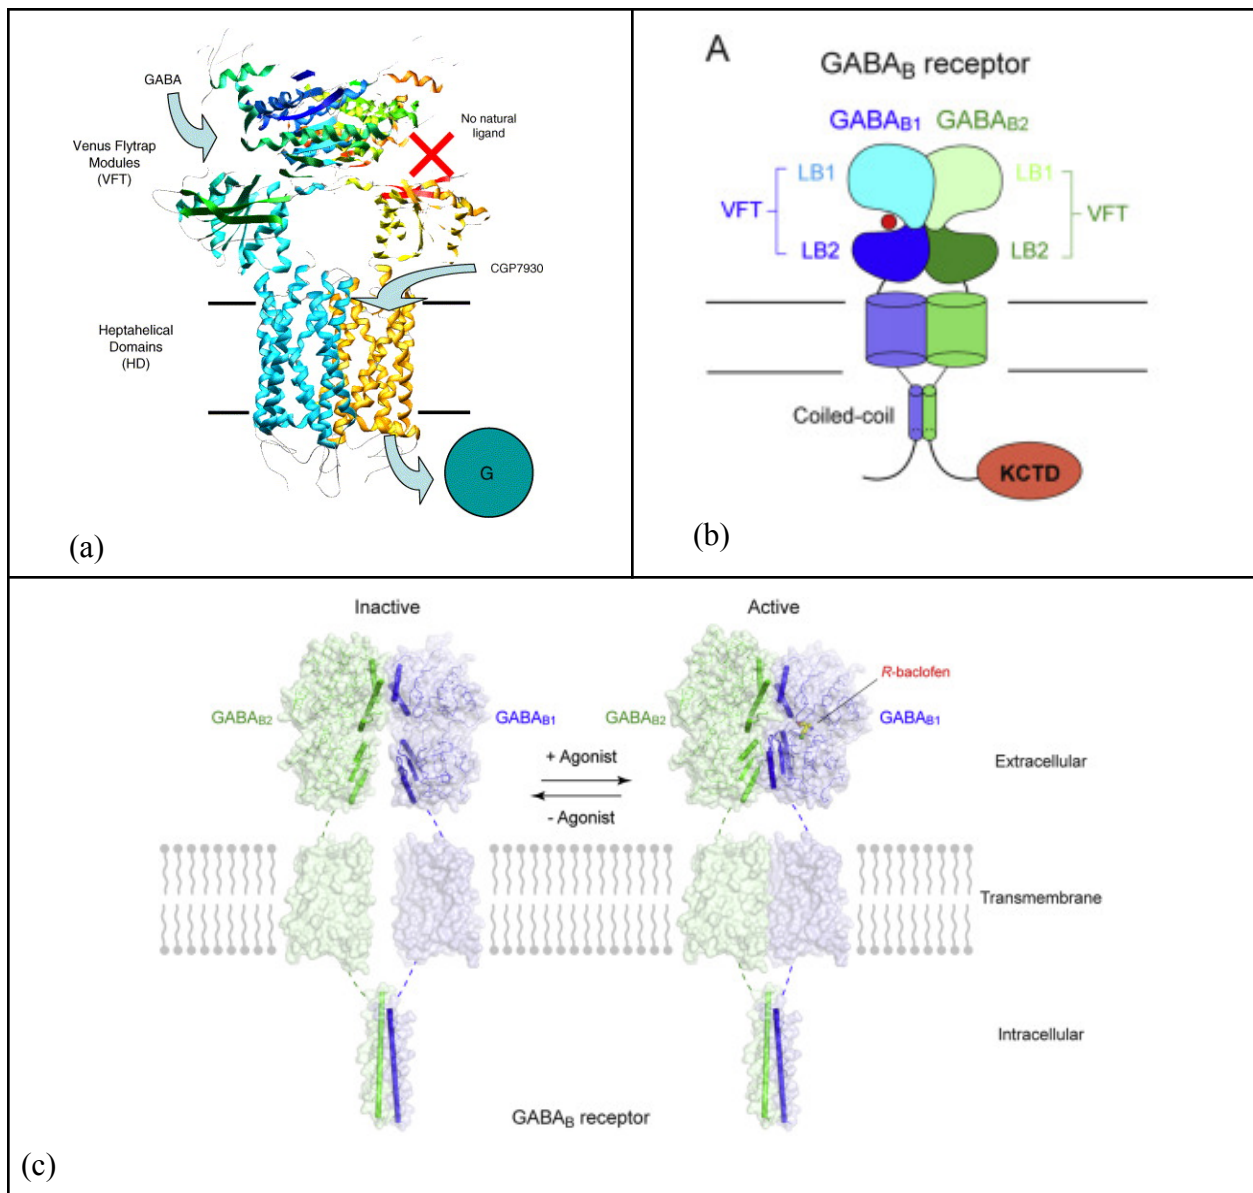 GABA
Venus Flytrap
Modules
(VFT)
No natural
ligand
CGP7930
Heptahelical
Domains
(HD)
G
(a)
A
GABAB receptor
GABAB1 GABAB2
LB1 LB1
VFT VFT
LB2 LB2
Coiled-coil
KCTD
(b)
Inactive Active
R-baclofen
GABAB2 GABAB1 GABAB2 GABAB1
+ Agonist
Extracellular
- Agonist
Transmembrane
Intracellular
GABAB receptor
(c)